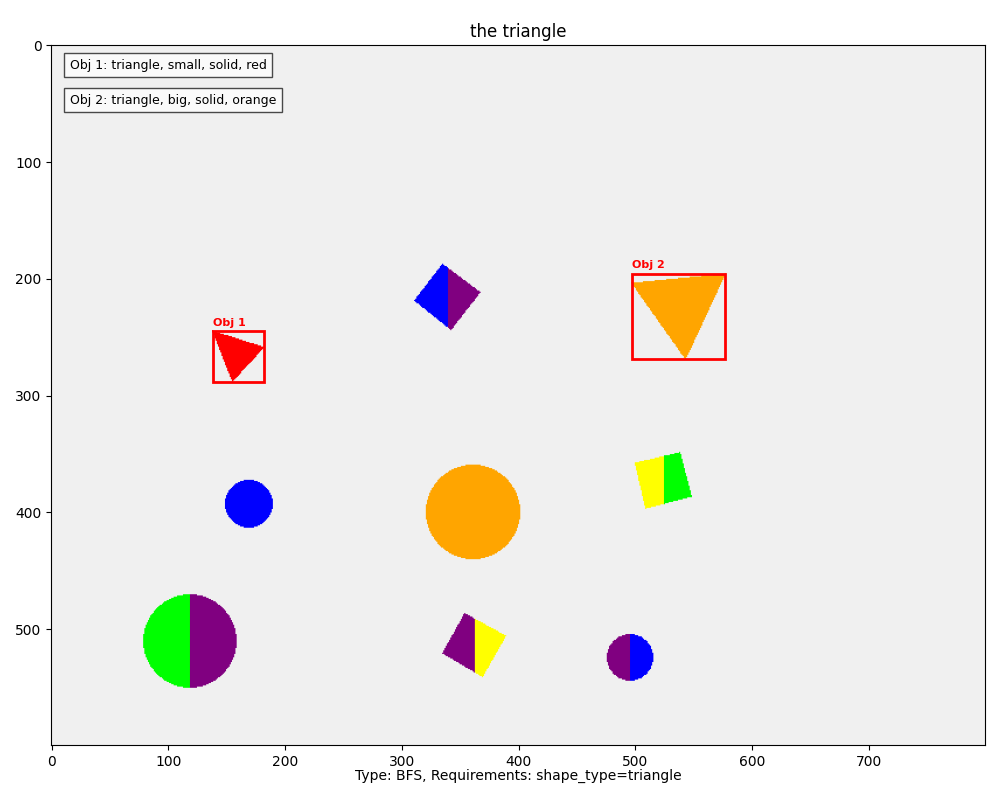 the triangle
0
Obj 1: triangle, small, solid, red
Obj 2: triangle, big, solid, orange
100
200
Obj 2
Obj 1
300
400
500
0 100 200 300 400 500 600 700
Type: BFS, Requirements: shape_type=triangle